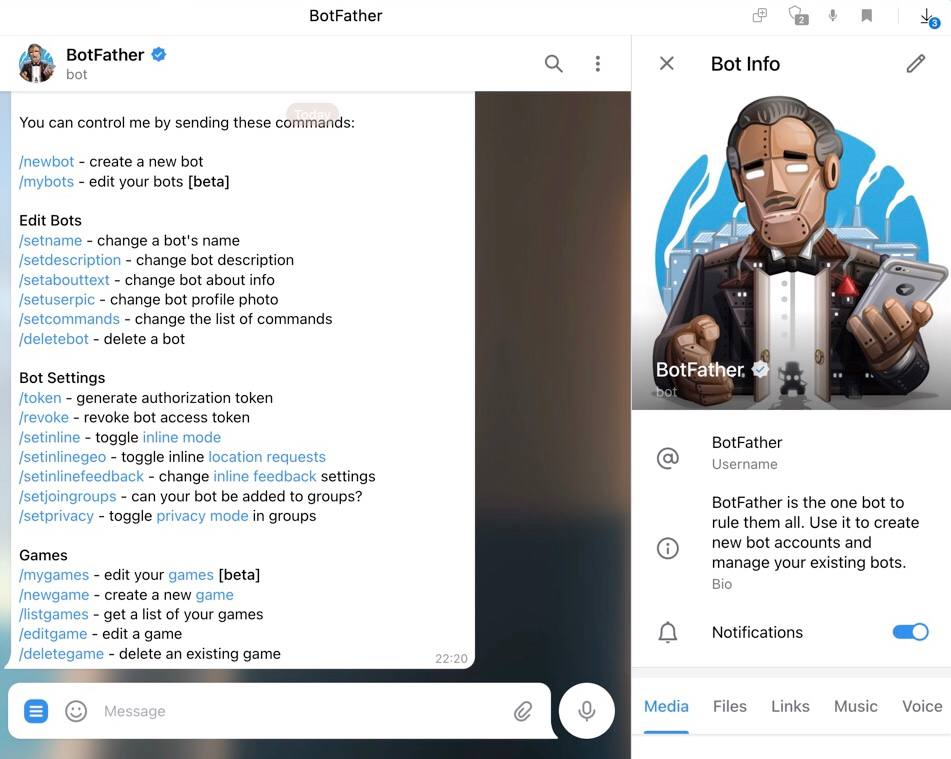 BotFather
2
3
BotFather
bot
Today
You can control me by sending these commands:
/newbot - create a new bot
/mybots - edit your bots [beta]
Edit Bots
/setname - change a bot's name
/setdescription - change bot description
/setabouttext - change bot about info
/setuserpic - change bot profile photo
/setcommands - change the list of commands
/deletebot - delete a bot
Bot Settings
/token - generate authorization token
/revoke - revoke bot access token
/setinline - toggle inline mode
/setinlinegeo - toggle inline location requests
/setinlinefeedback - change inline feedback settings
/setjoingroups - can your bot be added to groups?
/setprivacy - toggle privacy mode in groups
Games
/mygames - edit your games [beta]
/newgame - create a new game
/listgames - get a list of your games
/editgame - edit a game
/deletegame - delete an existing game
22:20
Message
Bot Info
BotFather
bot
BotFather
Username
BotFather is the one bot to
rule them all. Use it to create
new bot accounts and
manage your existing bots.
Bio
Notifications
Media Files Links Music Voice